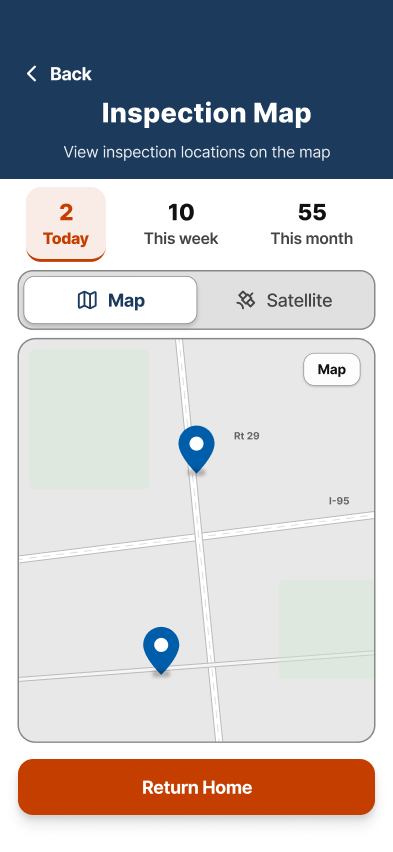 Back
Inspection Map
View inspection locations on the map
2 10 55
Today This week This month
Map Satellite
Map
Rt 29
I-95
Return Home